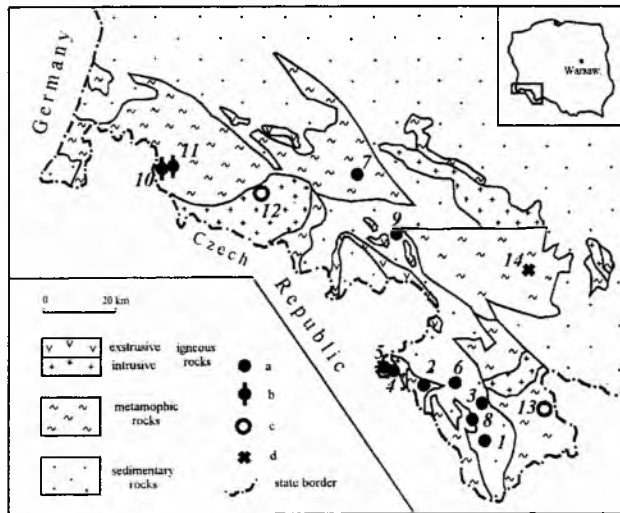 Germany
Warsaw
11
10
7
12
9
14
Czech
Republic
0 20 km
5
4
2
6
3
13
8
1
exstrusive igneous
intrusive rocks
metamophic
rocks
sedimentary
rocks
a
b
c
d
state border